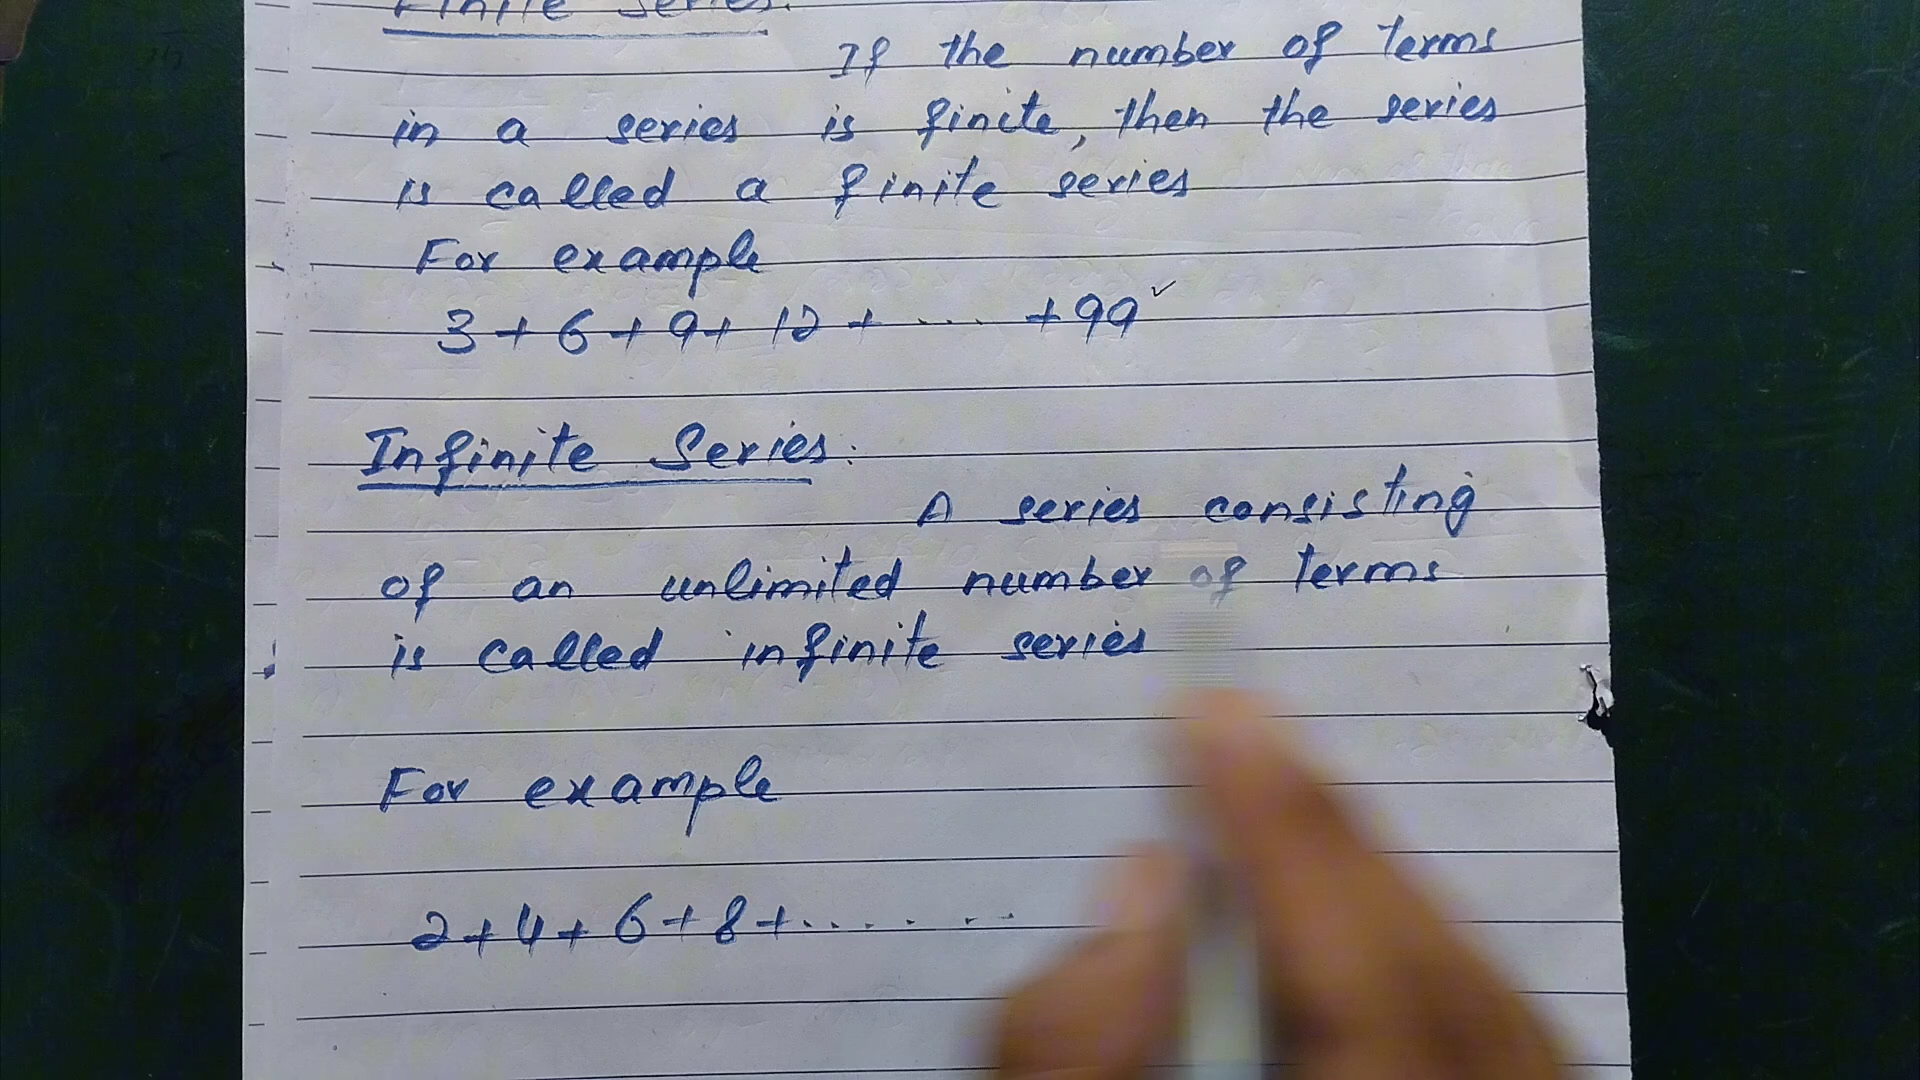 Finite Series:
If the number of terms
in a series is finite, then the series
is called a finite series
For example
3 + 6 + 9 + 12 + .... + 99
Infinite Series:
A series consisting
of an unlimited number of terms
is called infinite series
For example
2 + 4 + 6 + 8 + .......